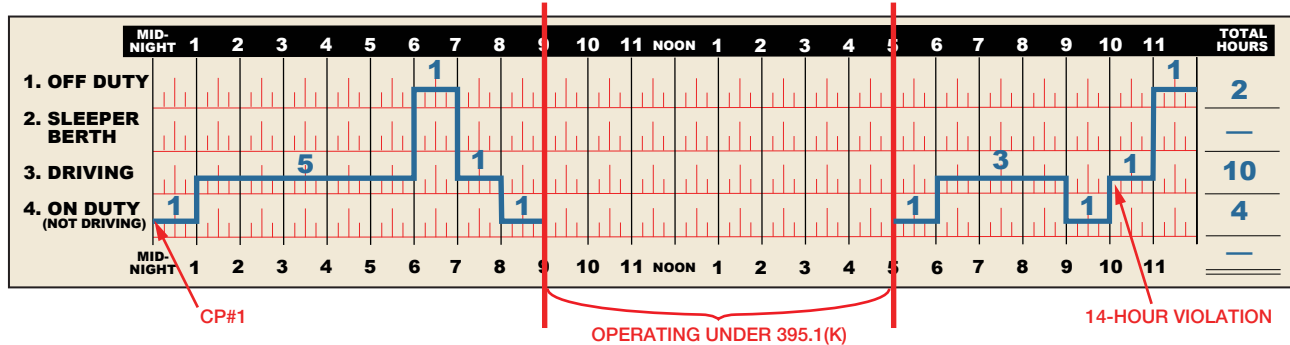 MID-
NIGHT 1 2 3 4 5 6 7 8 9 10 11 NOON 1 2 3 4 5 6 7 8 9 10 11 TOTAL HOURS
1. OFF DUTY 1 1 2
2. SLEEPER
BERTH —
3. DRIVING 5 1 3 1 10
4. ON DUTY 1 1 1 1 4
(NOT DRIVING)
MID-
NIGHT 1 2 3 4 5 6 7 8 9 10 11 NOON 1 2 3 4 5 6 7 8 9 10 11 —
CP#1
OPERATING UNDER 395.1(K)
14-HOUR VIOLATION